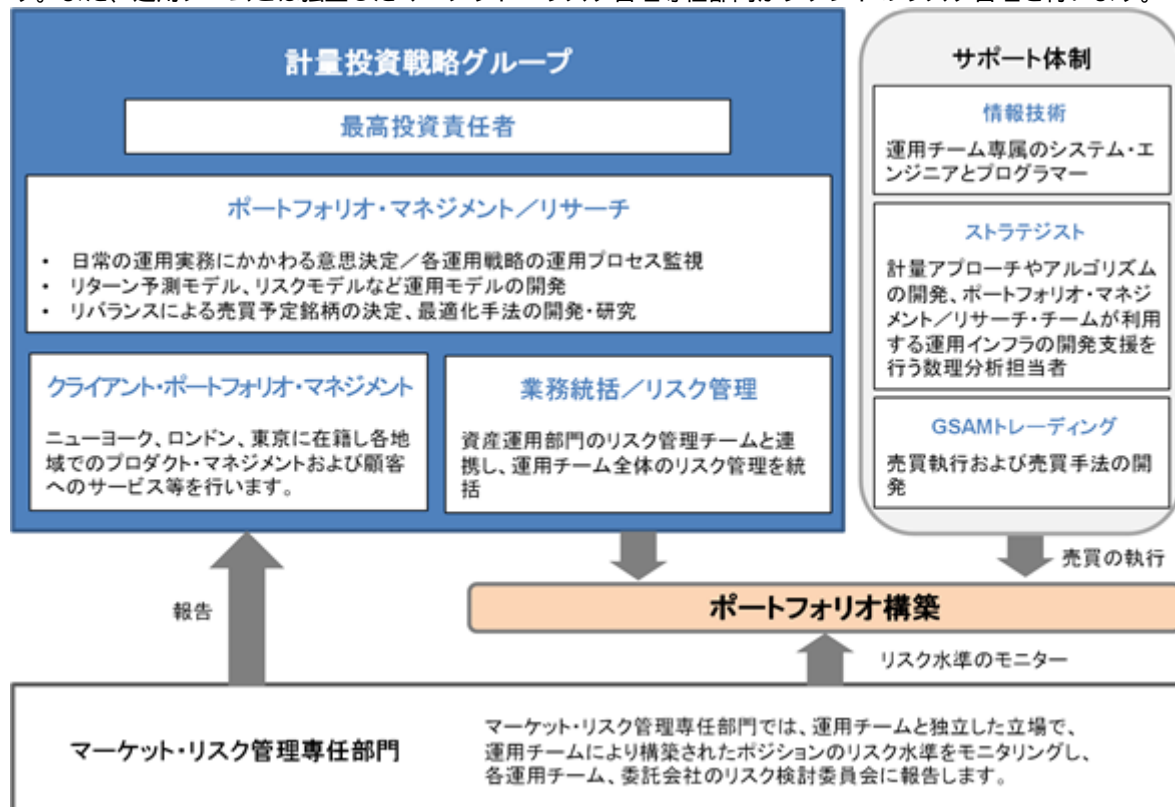 計量投資戦略グループ
最高投資責任者
ポートフォリオ・マネジメント／リサーチ
• 日常の運用実務にかかわる意思決定／各運用戦略の運用プロセス監視
• リターン予測モデル、リスクモデルなど運用モデルの開発
• リバランスによる売買予定銘柄の決定、最適化手法の開発・研究
クライアント・ポートフォリオ・マネジメント
ニューヨーク、ロンドン、東京に在籍し各地
域でのプロダクト・マネジメントおよび顧客
へのサービス等を行います。
業務統括／リスク管理
資産運用部門のリスク管理チームと連
携し、運用チーム全体のリスク管理を統
括
サポート体制
情報技術
運用チーム専属のシステム・エ
ンジニアとプログラマー
ストラテジスト
計量アプローチやアルゴリズム
の開発、ポートフォリオ・マネジ
メント／リサーチ・チームが利用
する運用インフラの開発支援を
行う数理分析担当者
GSAMトレーディング
売買執行および売買手法の開
発
売買の執行
報告
ポートフォリオ構築
リスク水準のモニター
マーケット・リスク管理専任部門
マーケット・リスク管理専任部門では、運用チームと独立した立場で、
運用チームにより構築されたポジションのリスク水準をモニタリングし、
各運用チーム、委託会社のリスク検討委員会に報告します。